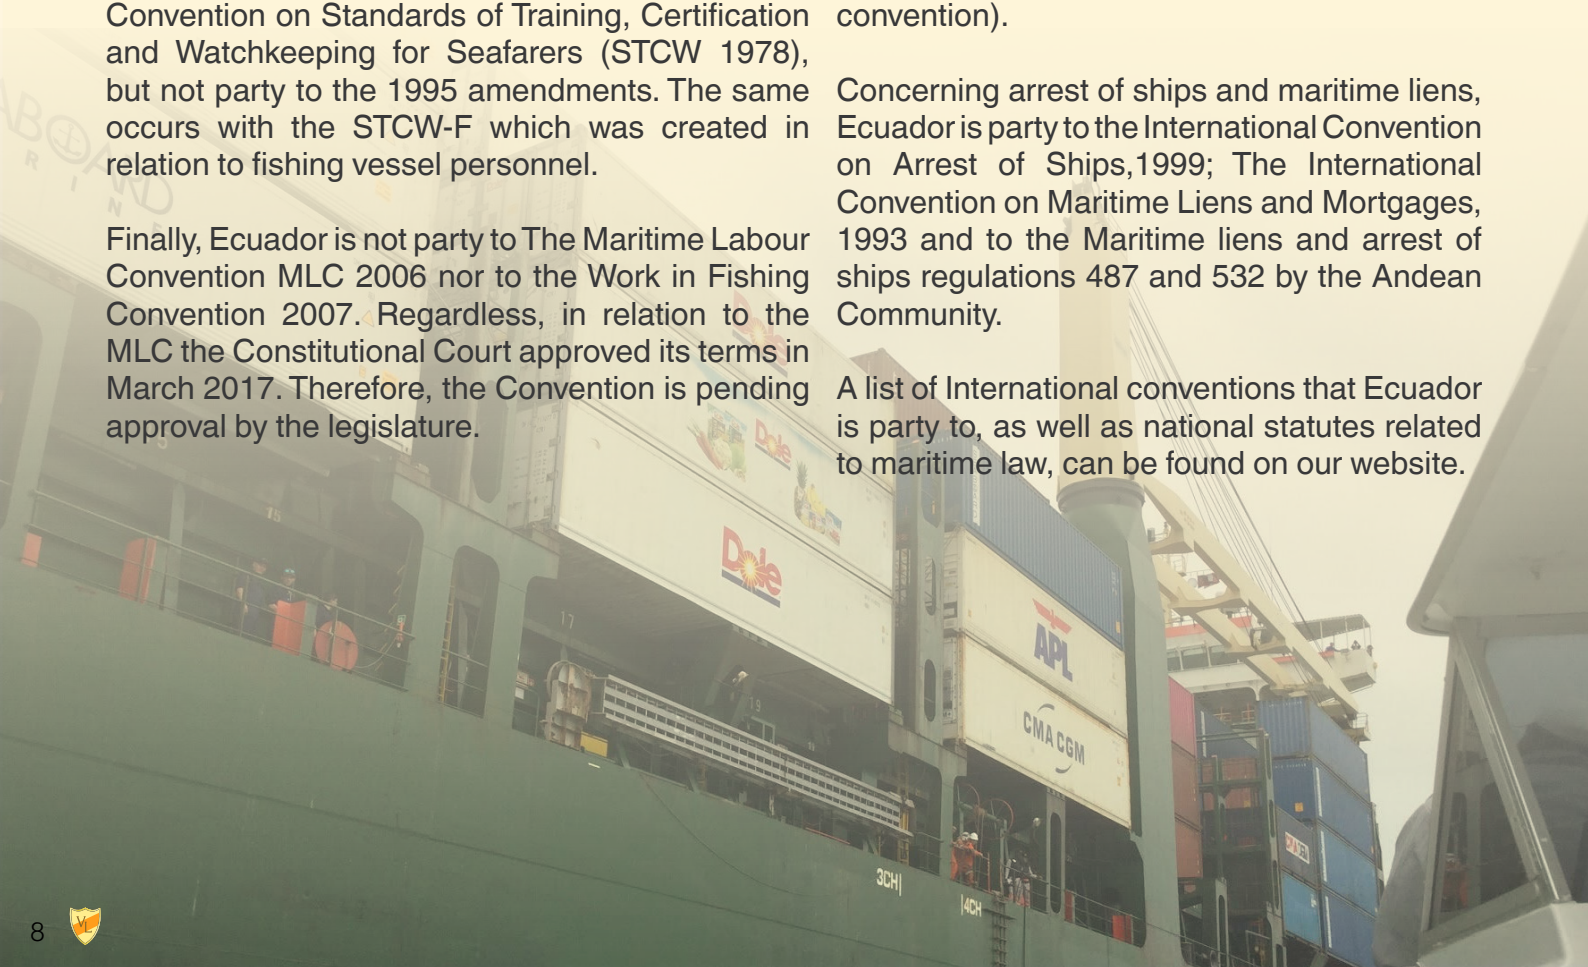 Convention on Standards of Training, Certification
and Watchkeeping for Seafarers (STCW 1978),
but not party to the 1995 amendments. The same
occurs with the STCW-F which was created in
relation to fishing vessel personnel.
Finally, Ecuador is not party to The Maritime Labour
Convention MLC 2006 nor to the Work in Fishing
Convention 2007. Regardless, in relation to the
MLC the Constitutional Court approved its terms in
March 2017. Therefore, the Convention is pending
approval by the legislature.
convention).
Concerning arrest of ships and maritime liens,
Ecuador is party to the International Convention
on Arrest of Ships,1999; The International
Convention on Maritime Liens and Mortgages,
1993 and to the Maritime liens and arrest of
ships regulations 487 and 532 by the Andean
Community.
A list of International conventions that Ecuador
is party to, as well as national statutes related
to maritime law, can be found on our website.
Dole
Dole
Dole
APL
CMA CGM
15
17
19
3CH
4CH
8
VL